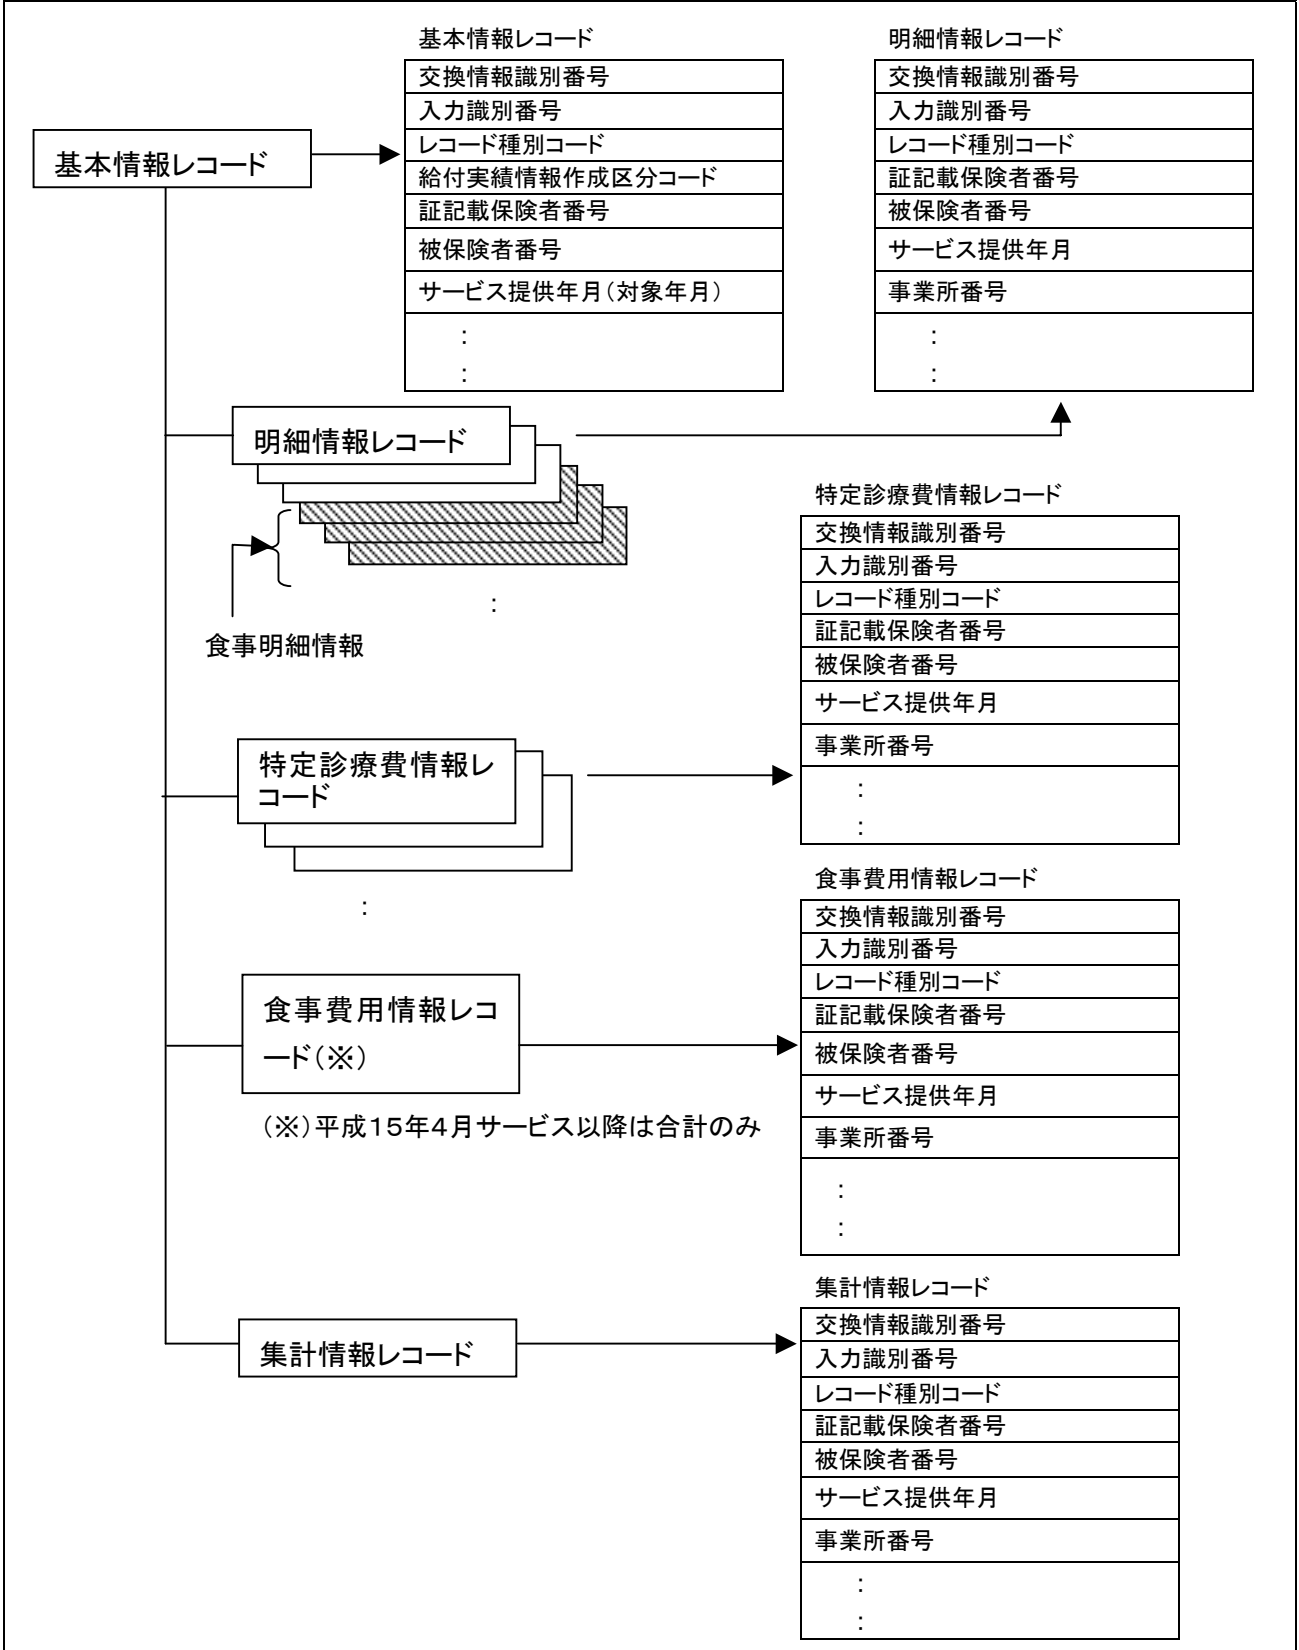 基本情報レコード
交換情報識別番号
入力識別番号
レコード種別コード
給付実績情報作成区分コード
証記載保険者番号
被保険者番号
サービス提供年月（対象年月）
：
：
明細情報レコード
交換情報識別番号
入力識別番号
レコード種別コード
証記載保険者番号
被保険者番号
サービス提供年月
事業所番号
：
：
基本情報レコード
明細情報レコード
：
食事明細情報
特定診療費情報レコード
交換情報識別番号
入力識別番号
レコード種別コード
証記載保険者番号
被保険者番号
サービス提供年月
事業所番号
：
：
特定診療費情報レ
コード
：
食事費用情報レコード
交換情報識別番号
入力識別番号
レコード種別コード
証記載保険者番号
被保険者番号
サービス提供年月
事業所番号
：
：
食事費用情報レコ
ード（※）
（※）平成１５年４月サービス以降は合計のみ
集計情報レコード
交換情報識別番号
入力識別番号
レコード種別コード
証記載保険者番号
被保険者番号
サービス提供年月
事業所番号
：
：
集計情報レコード